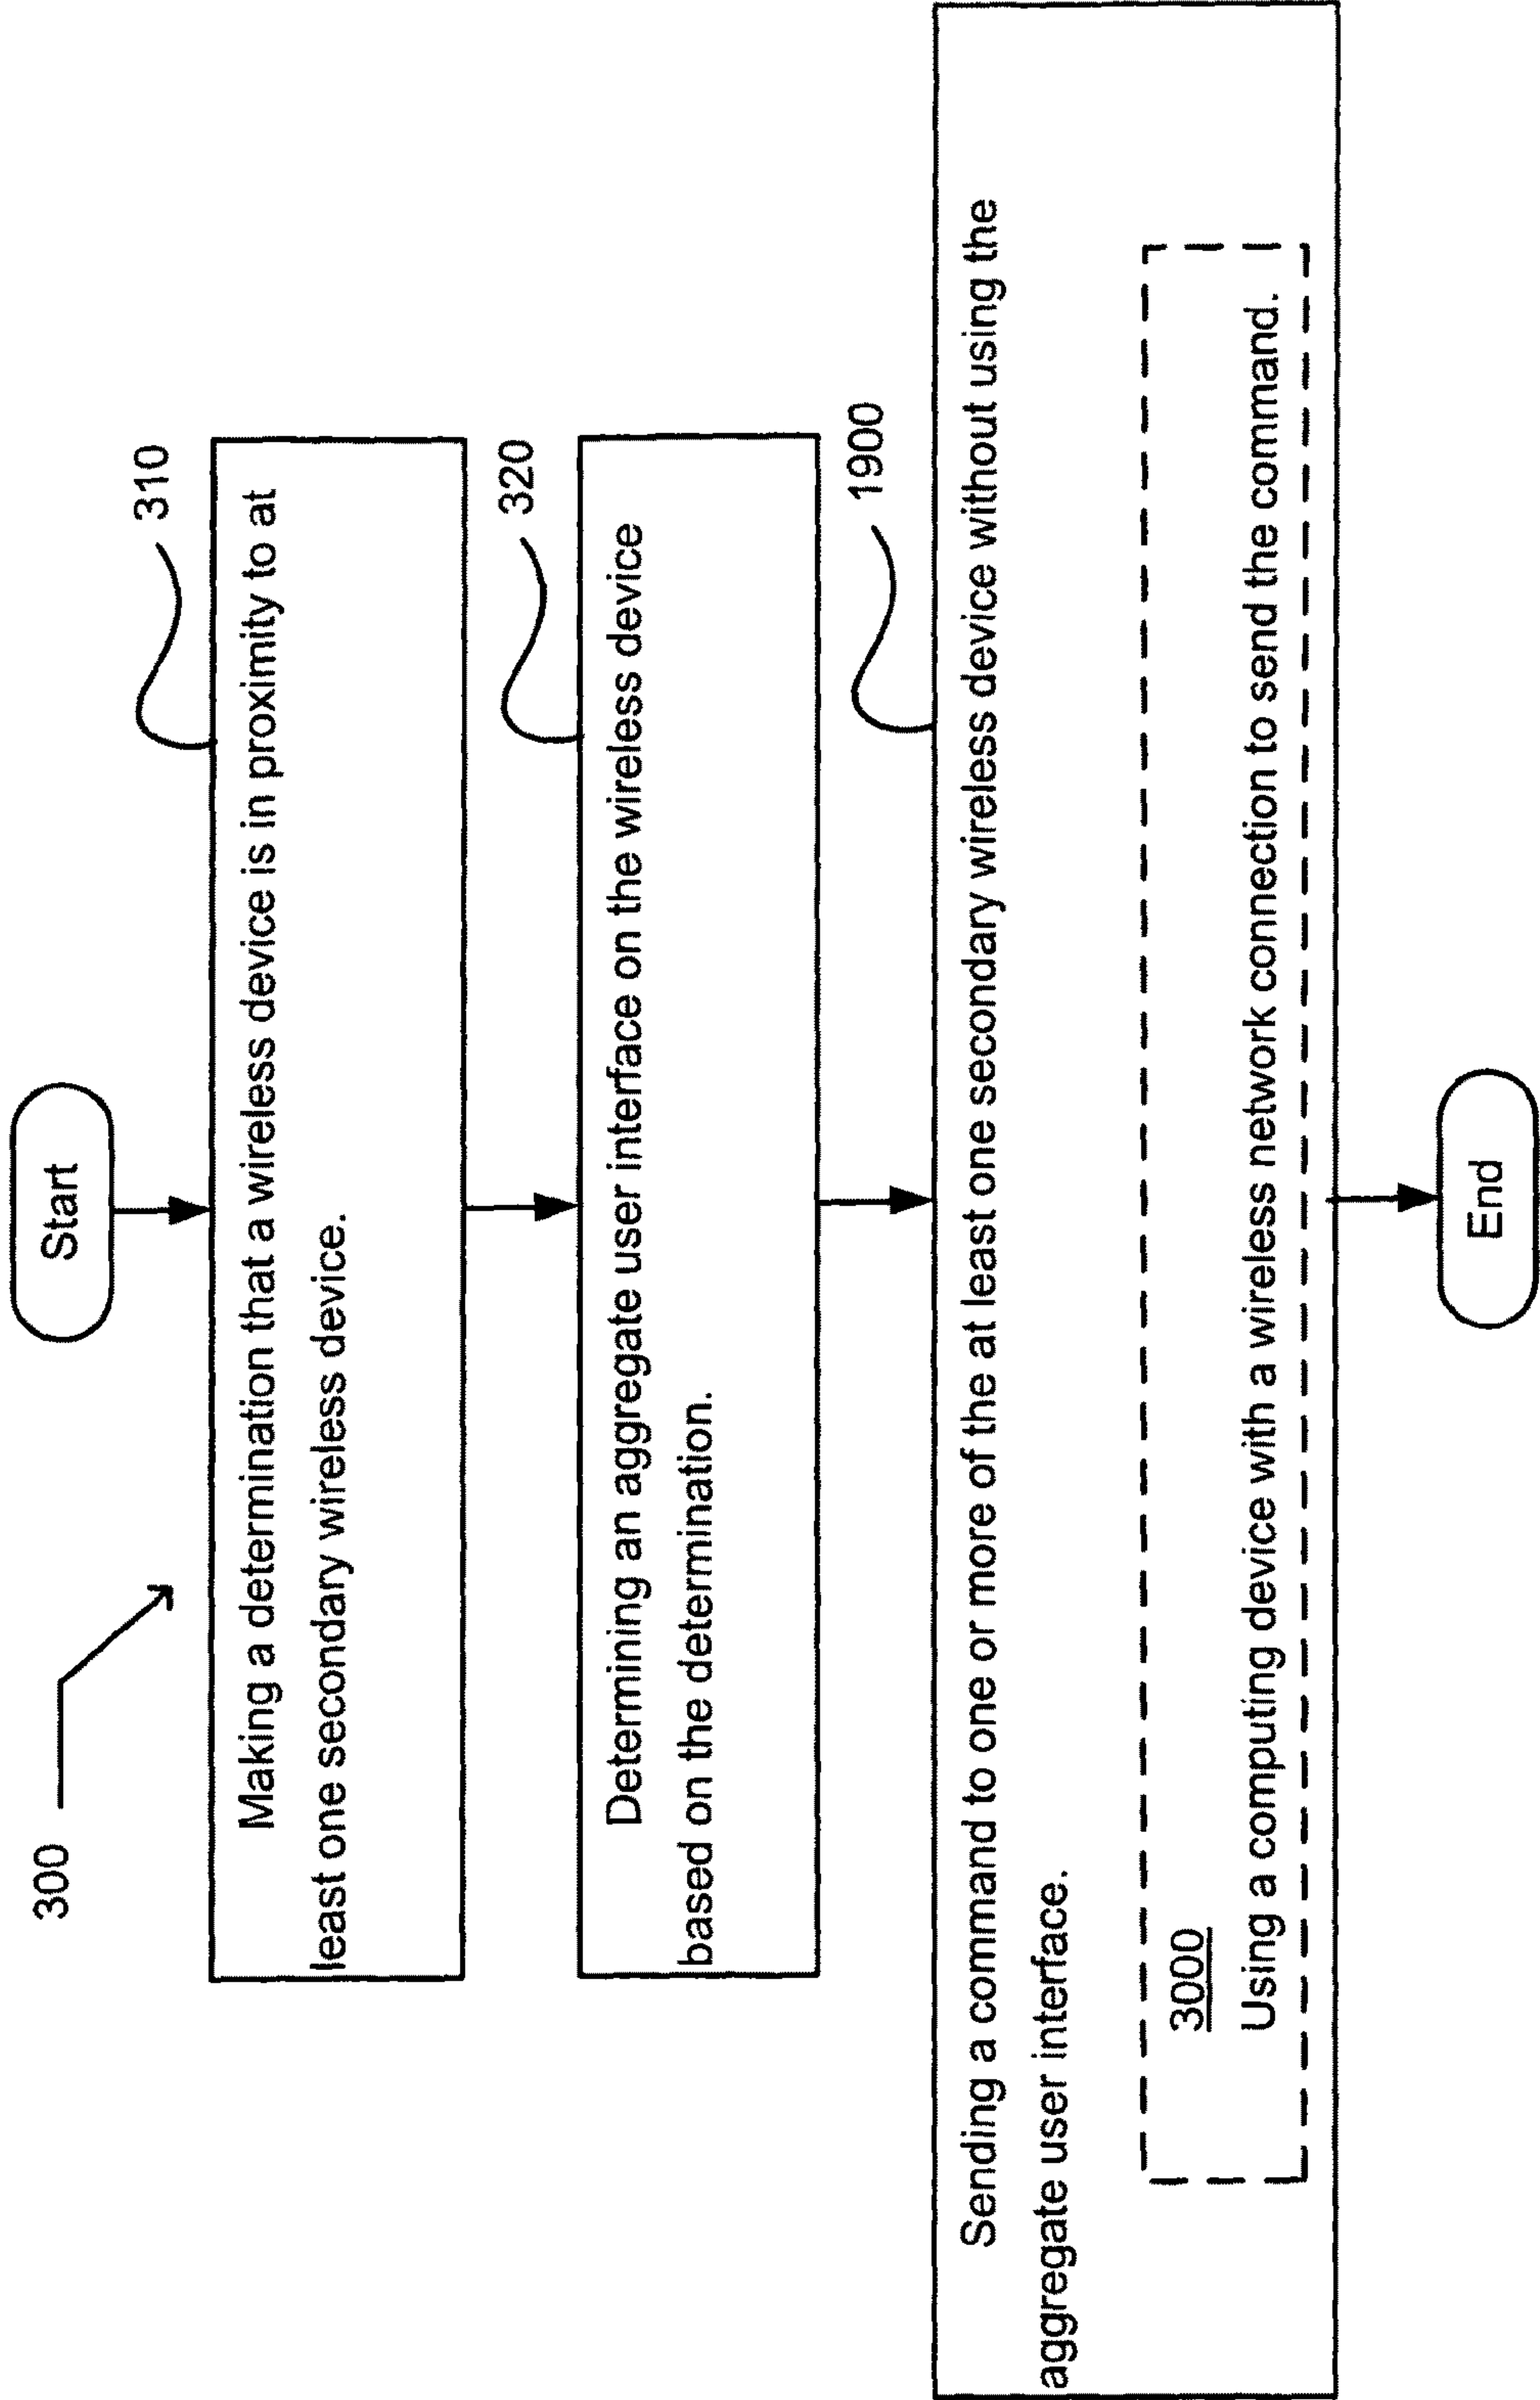 Start
300
310
Making a determination that a wireless device is in proximity to at
least one secondary wireless device.
320
Determining an aggregate user interface on the wireless device
based on the determination.
1900
Sending a command to one or more of the at least one secondary wireless device without using the
aggregate user interface.
3000
Using a computing device with a wireless network connection to send the command.
End